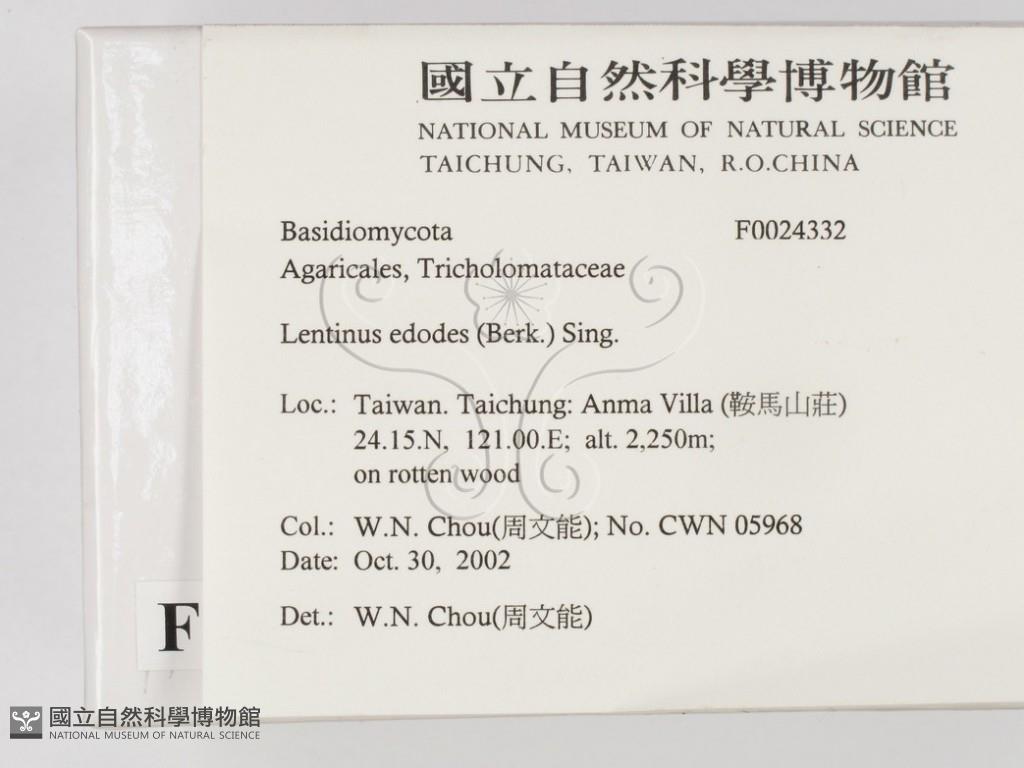 國立自然科學博物館
NATIONAL MUSEUM OF NATURAL SCIENCE
TAICHUNG, TAIWAN, R.O.CHINA
Basidiomycota F0024332
Agaricales, Tricholomataceae
Lentinus edodes (Berk.) Sing.
Loc.: Taiwan. Taichung: Anma Villa (鞍馬山莊)
24.15.N, 121.00.E; alt. 2,250m;
on rotten wood
Col.: W.N. Chou(周文能); No. CWN 05968
Date: Oct. 30, 2002
Det.: W.N. Chou(周文能)
F
國立自然科學博物館
NATIONAL MUSEUM OF NATURAL SCIENCE